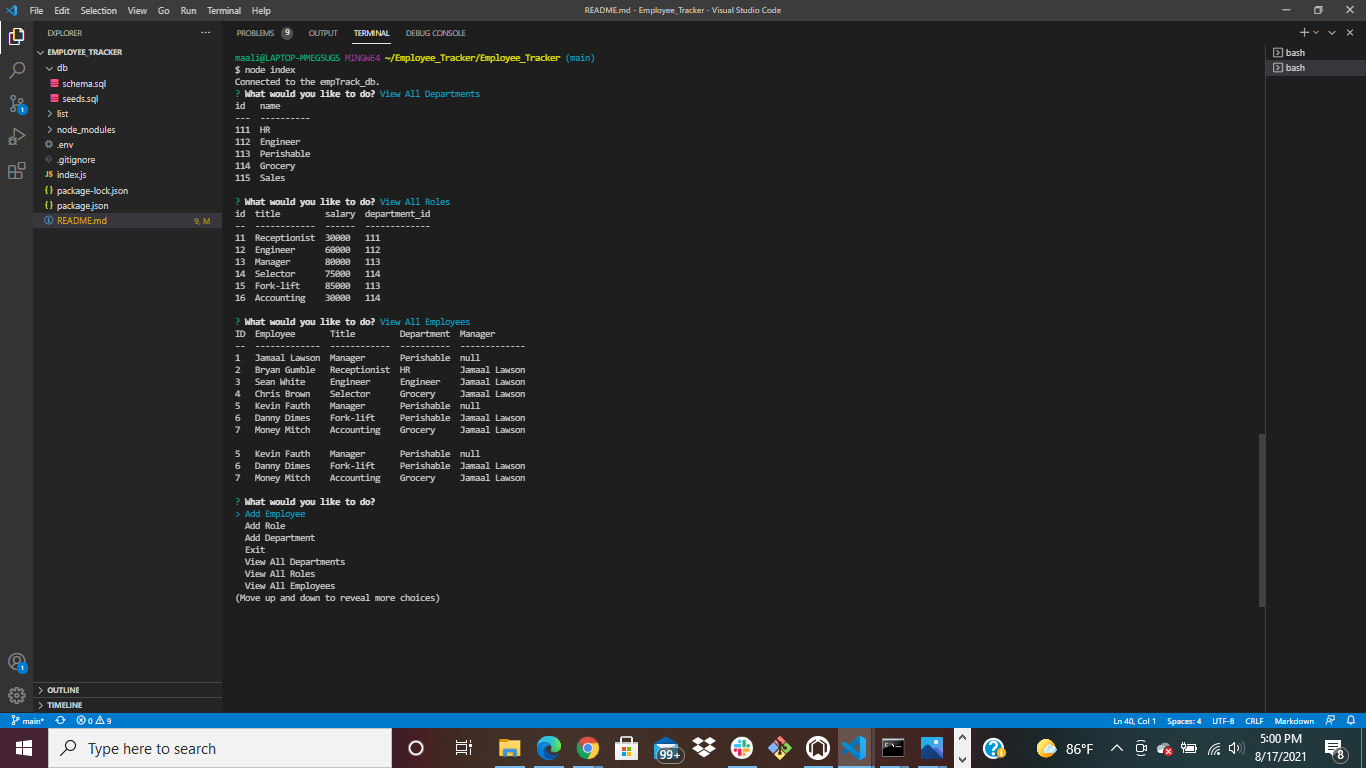 File Edit Selection View Go Run Terminal Help README.md - Employee_Tracker - Visual Studio Code
EXPLORER ...
EMPLOYEE_TRACKER
db
schema.sql
seeds.sql
list
node_modules
.env
.gitignore
JS index.js
{} package-lock.json
{} package.json
README.md 9, M
OUTLINE
TIMELINE
PROBLEMS 9 OUTPUT TERMINAL DEBUG CONSOLE
maali@LAPTOP-MMEG5UGS MINGW64 ~/Employee_Tracker/Employee_Tracker (main)
$ node index
Connected to the empTrack_db.
? What would you like to do? View All Departments
id name
--- ----------
111 HR
112 Engineer
113 Perishable
114 Grocery
115 Sales
? What would you like to do? View All Roles
id title salary department_id
-- ------------ ------ -------------
11 Receptionist 30000 111
12 Engineer 60000 112
13 Manager 80000 113
14 Selector 75000 114
15 Fork-lift 85000 113
16 Accounting 30000 114
? What would you like to do? View All Employees
ID Employee Title Department Manager
-- ------------- ------------ ---------- -------------
1 Jamaal Lawson Manager Perishable null
2 Bryan Gumble Receptionist HR Jamaal Lawson
3 Sean White Engineer Engineer Jamaal Lawson
4 Chris Brown Selector Grocery Jamaal Lawson
5 Kevin Fauth Manager Perishable null
6 Danny Dimes Fork-lift Perishable Jamaal Lawson
7 Money Mitch Accounting Grocery Jamaal Lawson
5 Kevin Fauth Manager Perishable null
6 Danny Dimes Fork-lift Perishable Jamaal Lawson
7 Money Mitch Accounting Grocery Jamaal Lawson
? What would you like to do?
> Add Employee
Add Role
Add Department
Exit
View All Departments
View All Roles
View All Employees
(Move up and down to reveal more choices)
bash
bash
1
1
main* 0 9 Ln 40, Col 1 Spaces: 4 UTF-8 CRLF Markdown
Type here to search 99+ 86°F 5:00 PM
8/17/2021 8